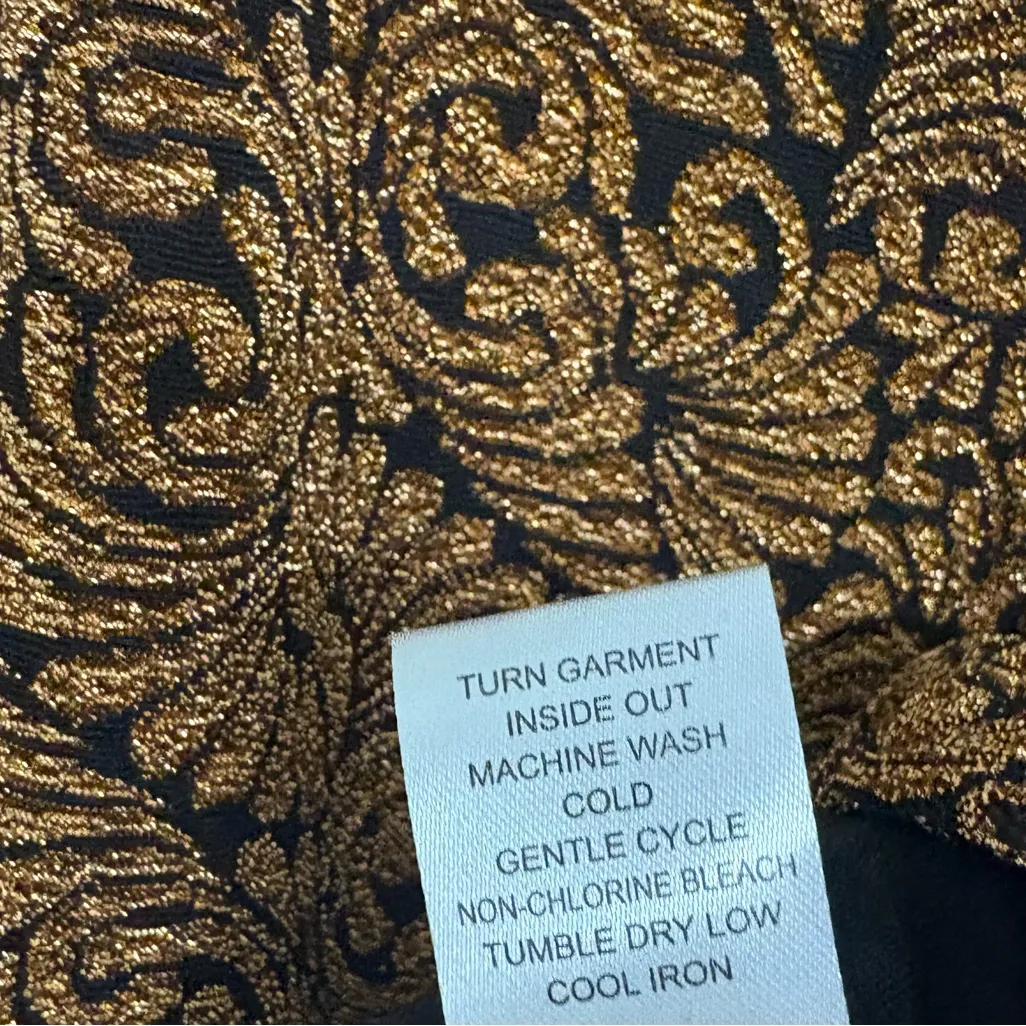 TURN GARMENT
INSIDE OUT
MACHINE WASH
COLD
GENTLE CYCLE
NON-CHLORINE BLEACH
TUMBLE DRY LOW
COOL IRON